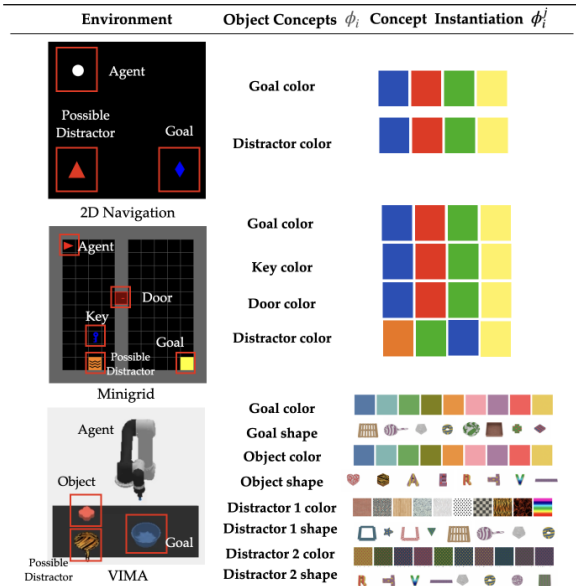 Environment Object Concepts ϕᵢ Concept Instantiation ϕᵢʲ
Agent
Possible
Distractor
Goal
2D Navigation
Goal color
Distractor color
Agent
Door
Key
Possible
Distractor
Goal
Minigrid
Goal color
Key color
Door color
Distractor color
Agent
Object
Possible
Distractor
Goal
VIMA
Goal color
Goal shape
Object color
Object shape
A E R V
Distractor 1 color
Distractor 1 shape
Distractor 2 color
Distractor 2 shape
R V